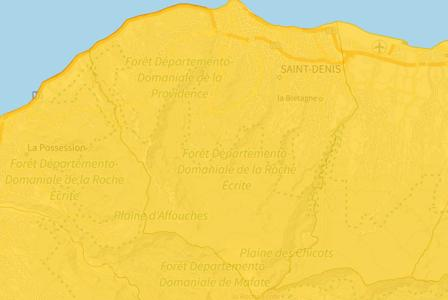 Forêt Départemento-
Domaniale de la
Providence
SAINT-DENIS
la Bretagne
La Possession
Forêt Départemento-
Domaniale de la Roche
Écrite
Forêt Départemento-
Domaniale de la Roche
Écrite
Plaine d'Affouches
Plaine des Chicots
Forêt Départemento-
Domaniale de Mafate